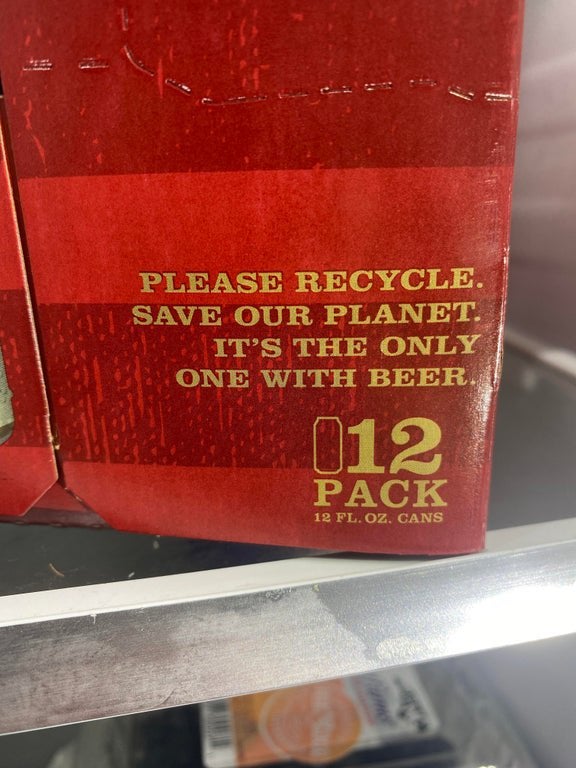 PLEASE RECYCLE.
SAVE OUR PLANET.
IT'S THE ONLY
ONE WITH BEER.
12
PACK
12 FL. OZ. CANS